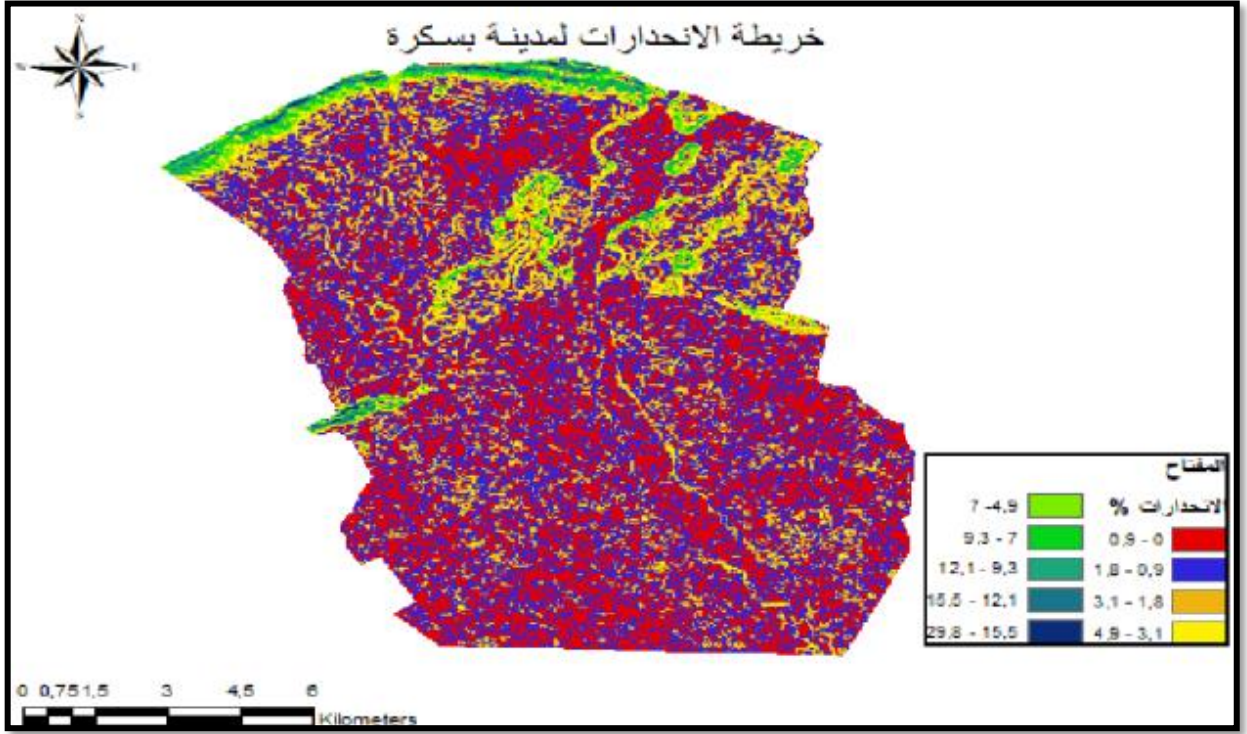 خريطة الانحدارات لمدينة بسكرة
N
E
S
المفتاح
الانحدارات %
0,9 - 0
1,8 - 0,9
3,1 - 1,8
4,9 - 3,1
7 -4,9
9,3 - 7
12,1 - 9,3
15,5 - 12,1
29,8 - 15,5
0 0,75 1,5 3 4,5 6
Kilometers